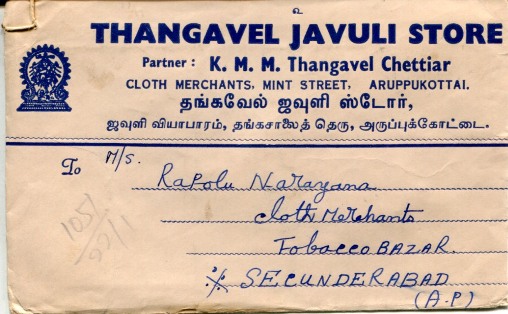 உ
THANGAVEL JAVULI STORE
Partner : K. M. M. Thangavel Chettiar
CLOTH MERCHANTS, MINT STREET, ARUPPUKOTTAI.
தங்கவேல் ஜவுளி ஸ்டோர்,
ஜவுளி வியாபாரம், தங்கசாலைத் தெரு, அருப்புக்கோட்டை.
To M/s.
Rapolu Narayana
Cloth Merchants
Tobacco BAZAR.
SECUNDERABAD
(A.P)